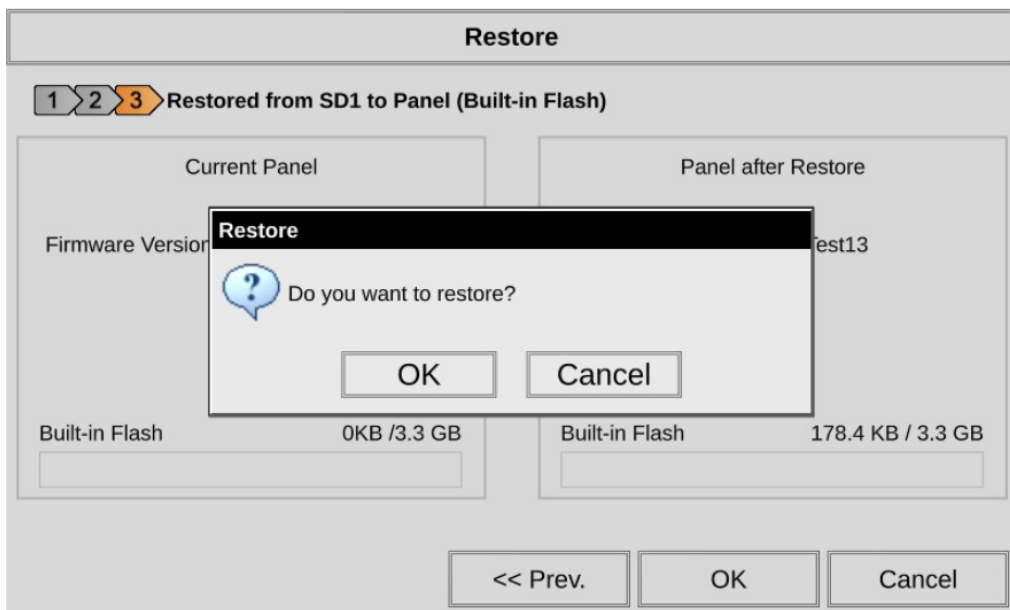 Restore
1 2 3 Restored from SD1 to Panel (Built-in Flash)
Current Panel
Panel after Restore
Firmware Version
Test13
Restore
? Do you want to restore?
OK Cancel
Built-in Flash 0KB /3.3 GB
Built-in Flash 178.4 KB / 3.3 GB
<< Prev. OK Cancel